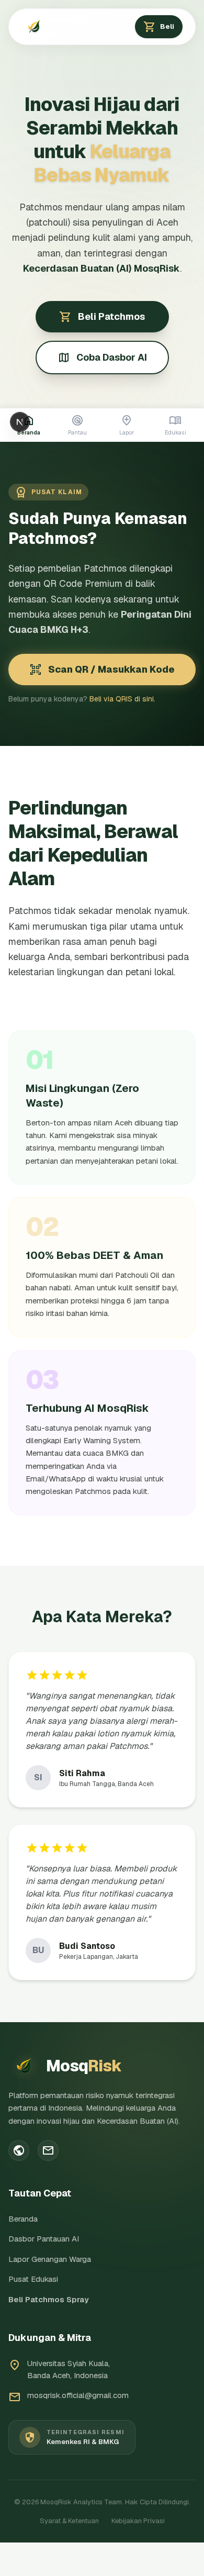 Beli
Inovasi Hijau dari
Serambi Mekkah
untuk Keluarga
Bebas Nyamuk
Patchmos mendaur ulang ampas nilam
(patchouli) sisa penyulingan di Aceh
menjadi pelindung kulit alami yang ampuh,
aman, dan terintegrasi dengan
Kecerdasan Buatan (AI) MosqRisk.
Beli Patchmos
Coba Dasbor AI
N
Beranda
Pantau
Lapor
Edukasi
PUSAT KLAIM
Sudah Punya Kemasan
Patchmos?
Setiap pembelian Patchmos dilengkapi
dengan QR Code Premium di balik
kemasan. Scan kodenya sekarang untuk
membuka akses penuh ke Peringatan Dini
Cuaca BMKG H+3.
Scan QR / Masukkan Kode
Belum punya kodenya? Beli via QRIS di sini.
Perlindungan
Maksimal, Berawal
dari Kepedulian
Alam
Patchmos tidak sekadar menolak nyamuk.
Kami merumuskan tiga pilar utama untuk
memberikan rasa aman penuh bagi
keluarga Anda, sembari berkontribusi pada
kelestarian lingkungan dan petani lokal.
01
Misi Lingkungan (Zero
Waste)
Berton-ton ampas nilam Aceh dibuang tiap
tahun. Kami mengekstrak sisa minyak
atsirinya, membantu mengurangi limbah
pertanian dan menyejahterakan petani lokal.
02
100% Bebas DEET & Aman
Diformulasikan murni dari Patchouli Oil dan
bahan nabati. Aman untuk kulit sensitif bayi,
memberikan proteksi hingga 6 jam tanpa
risiko iritasi bahan kimia.
03
Terhubung AI MosqRisk
Satu-satunya penolak nyamuk yang
dilengkapi Early Warning System.
Memantau data cuaca BMKG dan
memperingatkan Anda via
Email/WhatsApp di waktu krusial untuk
mengoleskan Patchmos pada kulit.
Apa Kata Mereka?
"Wanginya sangat menenangkan, tidak
menyengat seperti obat nyamuk biasa.
Anak saya yang biasanya alergi merah-
merah kalau pakai lotion nyamuk kimia,
sekarang aman pakai Patchmos."
SI
Siti Rahma
Ibu Rumah Tangga, Banda Aceh
"Konsepnya luar biasa. Membeli produk
ini sama dengan mendukung petani
lokal kita. Plus fitur notifikasi cuacanya
bikin kita lebih aware kalau musim
hujan dan banyak genangan air."
BU
Budi Santoso
Pekerja Lapangan, Jakarta
MosqRisk
Platform pemantauan risiko nyamuk terintegrasi
pertama di Indonesia. Melindungi keluarga Anda
dengan inovasi hijau dan Kecerdasan Buatan (AI).
Tautan Cepat
Beranda
Dasbor Pantauan AI
Lapor Genangan Warga
Pusat Edukasi
Beli Patchmos Spray
Dukungan & Mitra
Universitas Syiah Kuala,
Banda Aceh, Indonesia
mosqrisk.official@gmail.com
TERINTEGRASI RESMI
Kemenkes RI & BMKG
© 2026 MosqRisk Analytics Team. Hak Cipta Dilindungi.
Syarat & Ketentuan
Kebijakan Privasi